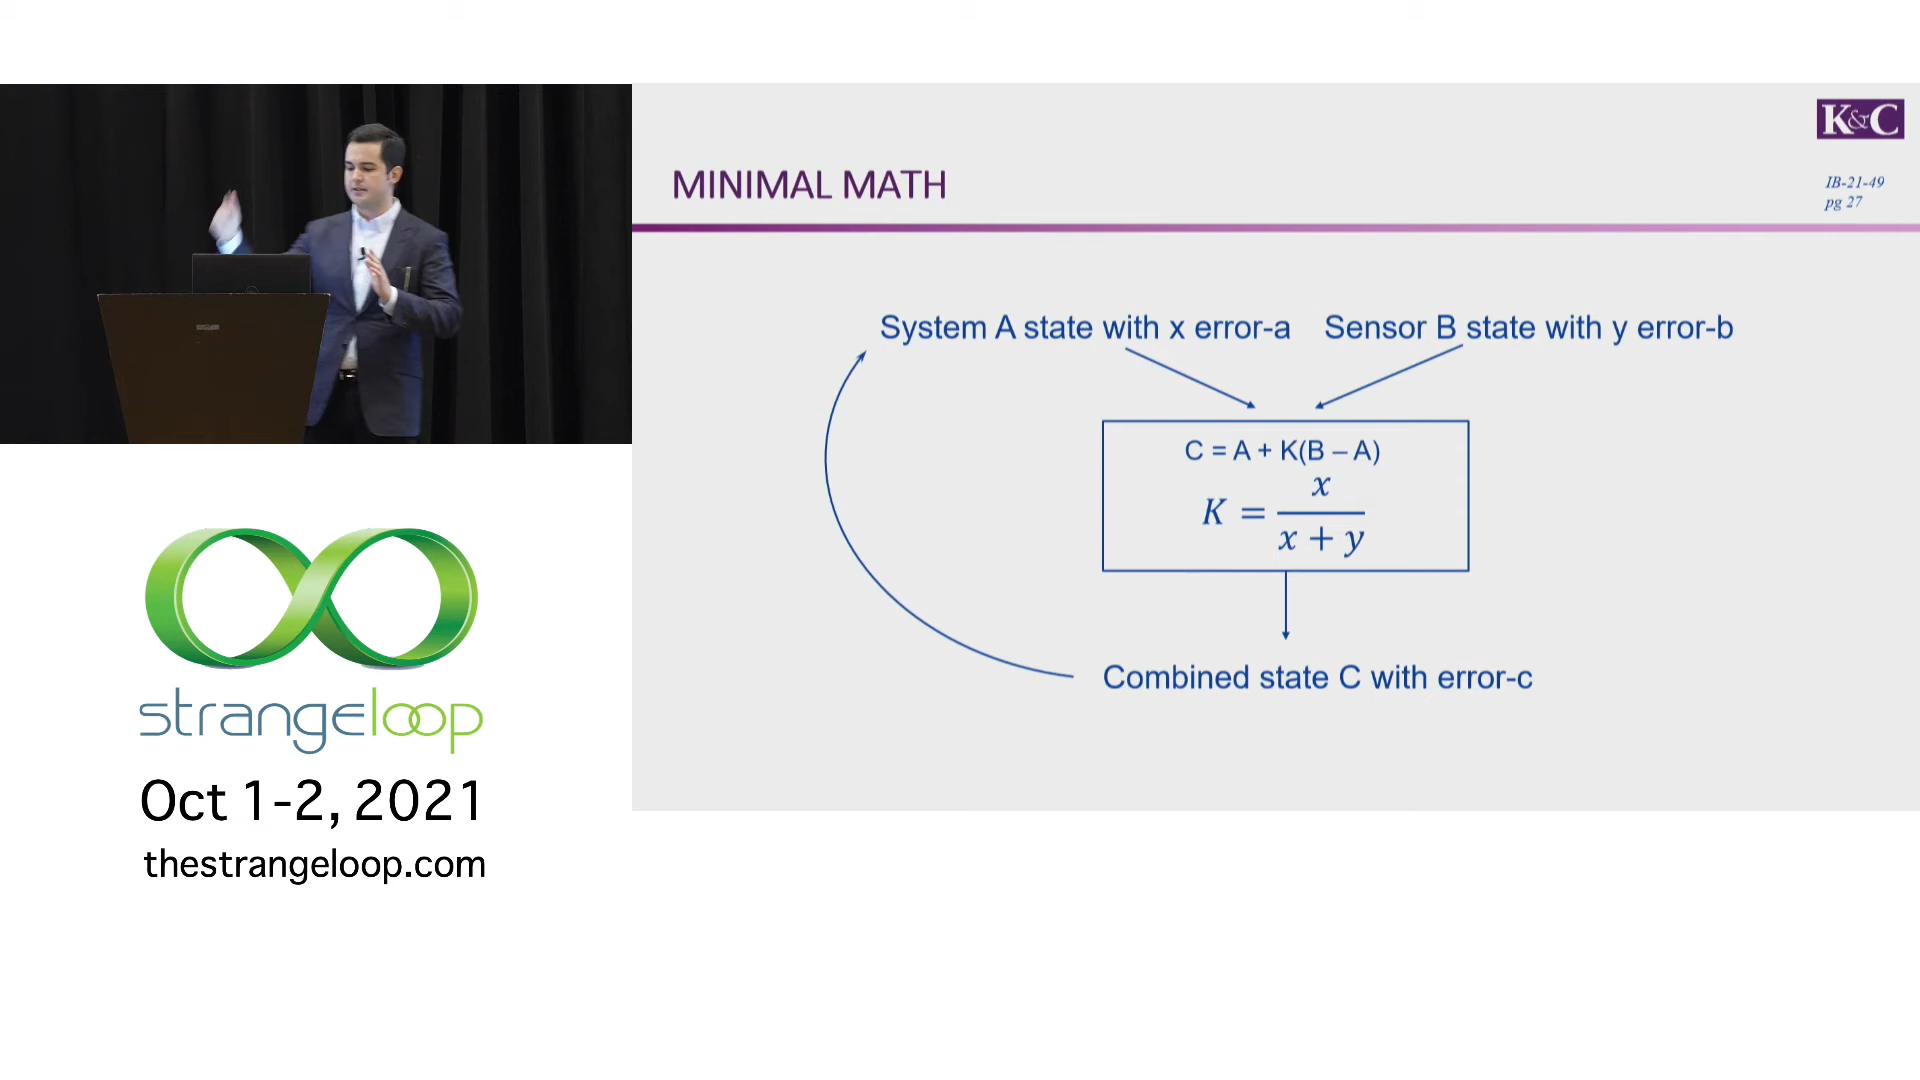 K&C
IB-21-49
pg 27
MINIMAL MATH
System A state with x error-a
Sensor B state with y error-b
C = A + K(B – A)
K = x / x + y
Combined state C with error-c
strangeloop
Oct 1-2, 2021
thestrangeloop.com